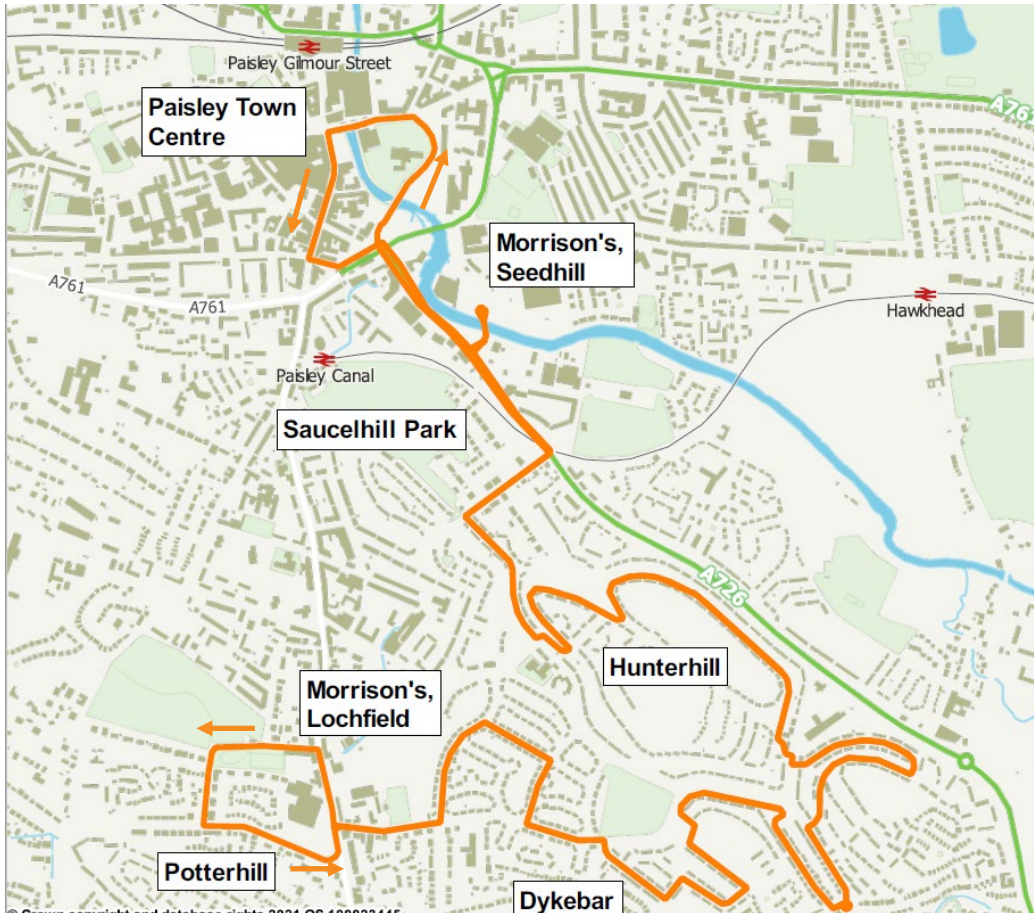 Paisley Gilmour Street
Paisley Town
Centre
A761
Morrison's,
Seedhill
A761
A761
Hawkhead
Paisley Canal
Saucelhill Park
A726
Hunterhill
Morrison's,
Lochfield
Potterhill
Dykebar